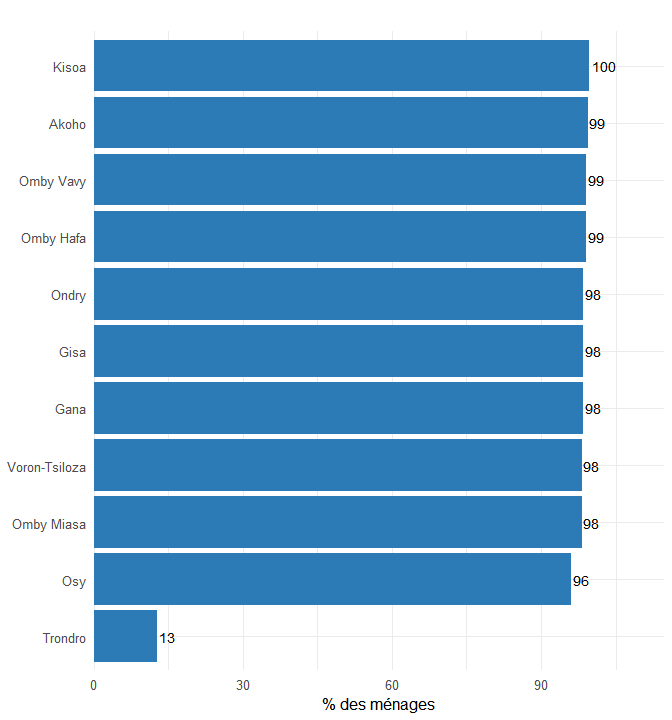 Kisoa 100
Akoho 99
Omby Vavy 99
Omby Hafa 99
Ondry 98
Gisa 98
Gana 98
Voron-Tsiloza 98
Omby Miasa 98
Osy 96
Trondro 13
0 30 60 90
% des ménages